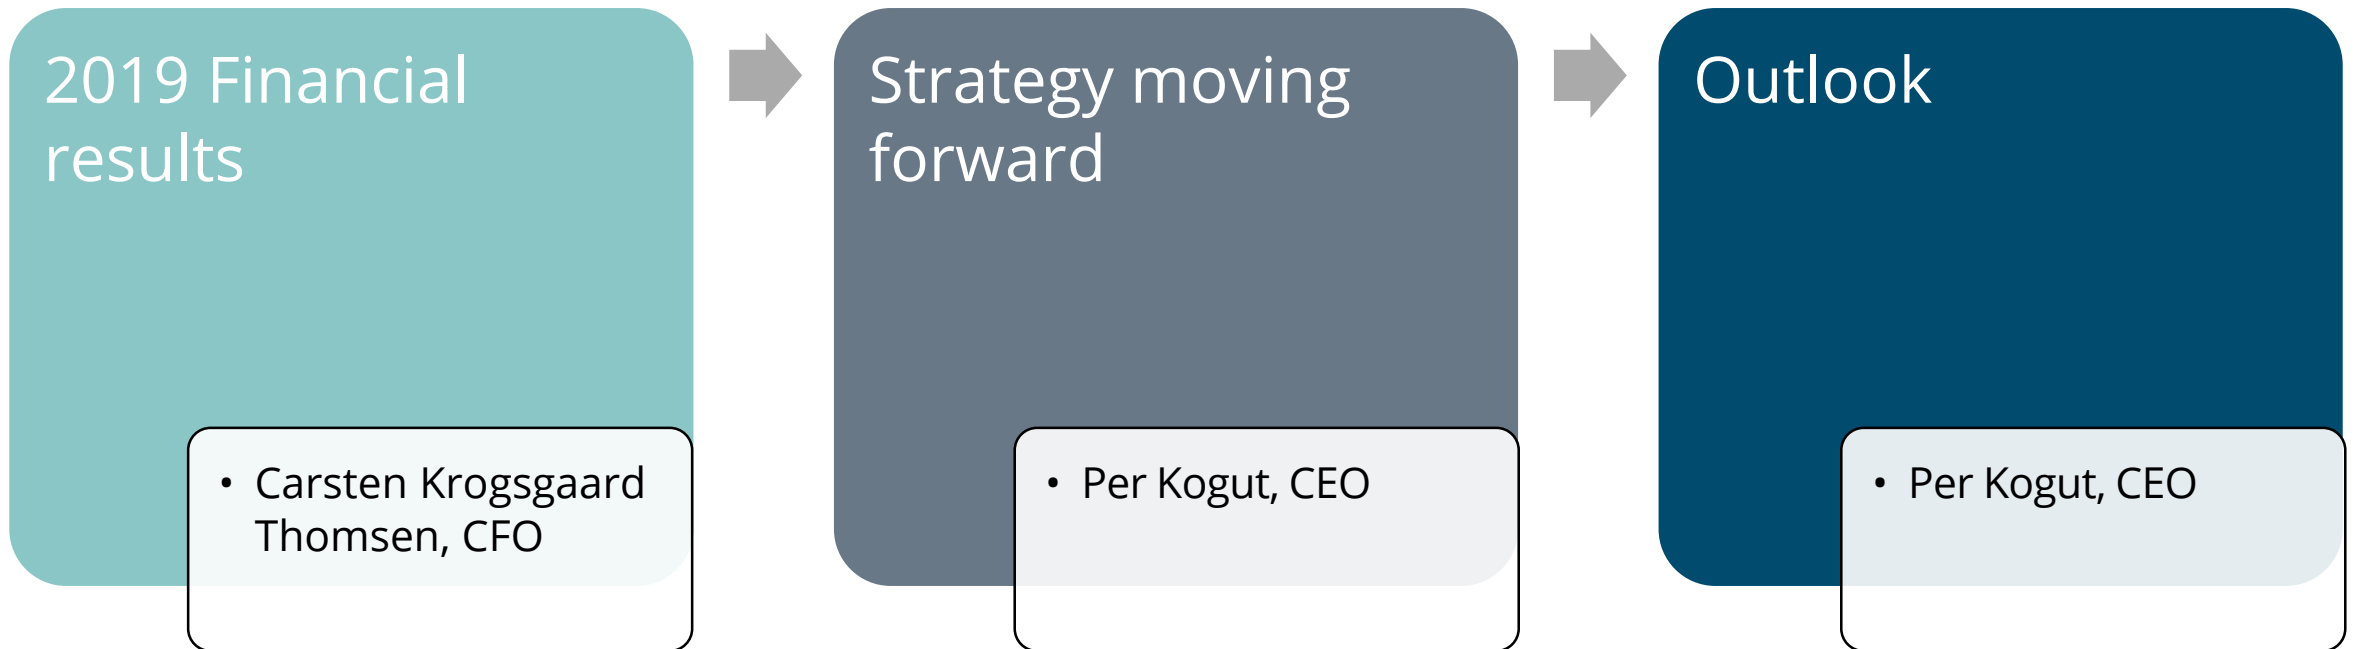 2019 Financial
results
• Carsten Krogsgaard
Thomsen, CFO
Strategy moving
forward
• Per Kogut, CEO
Outlook
• Per Kogut, CEO